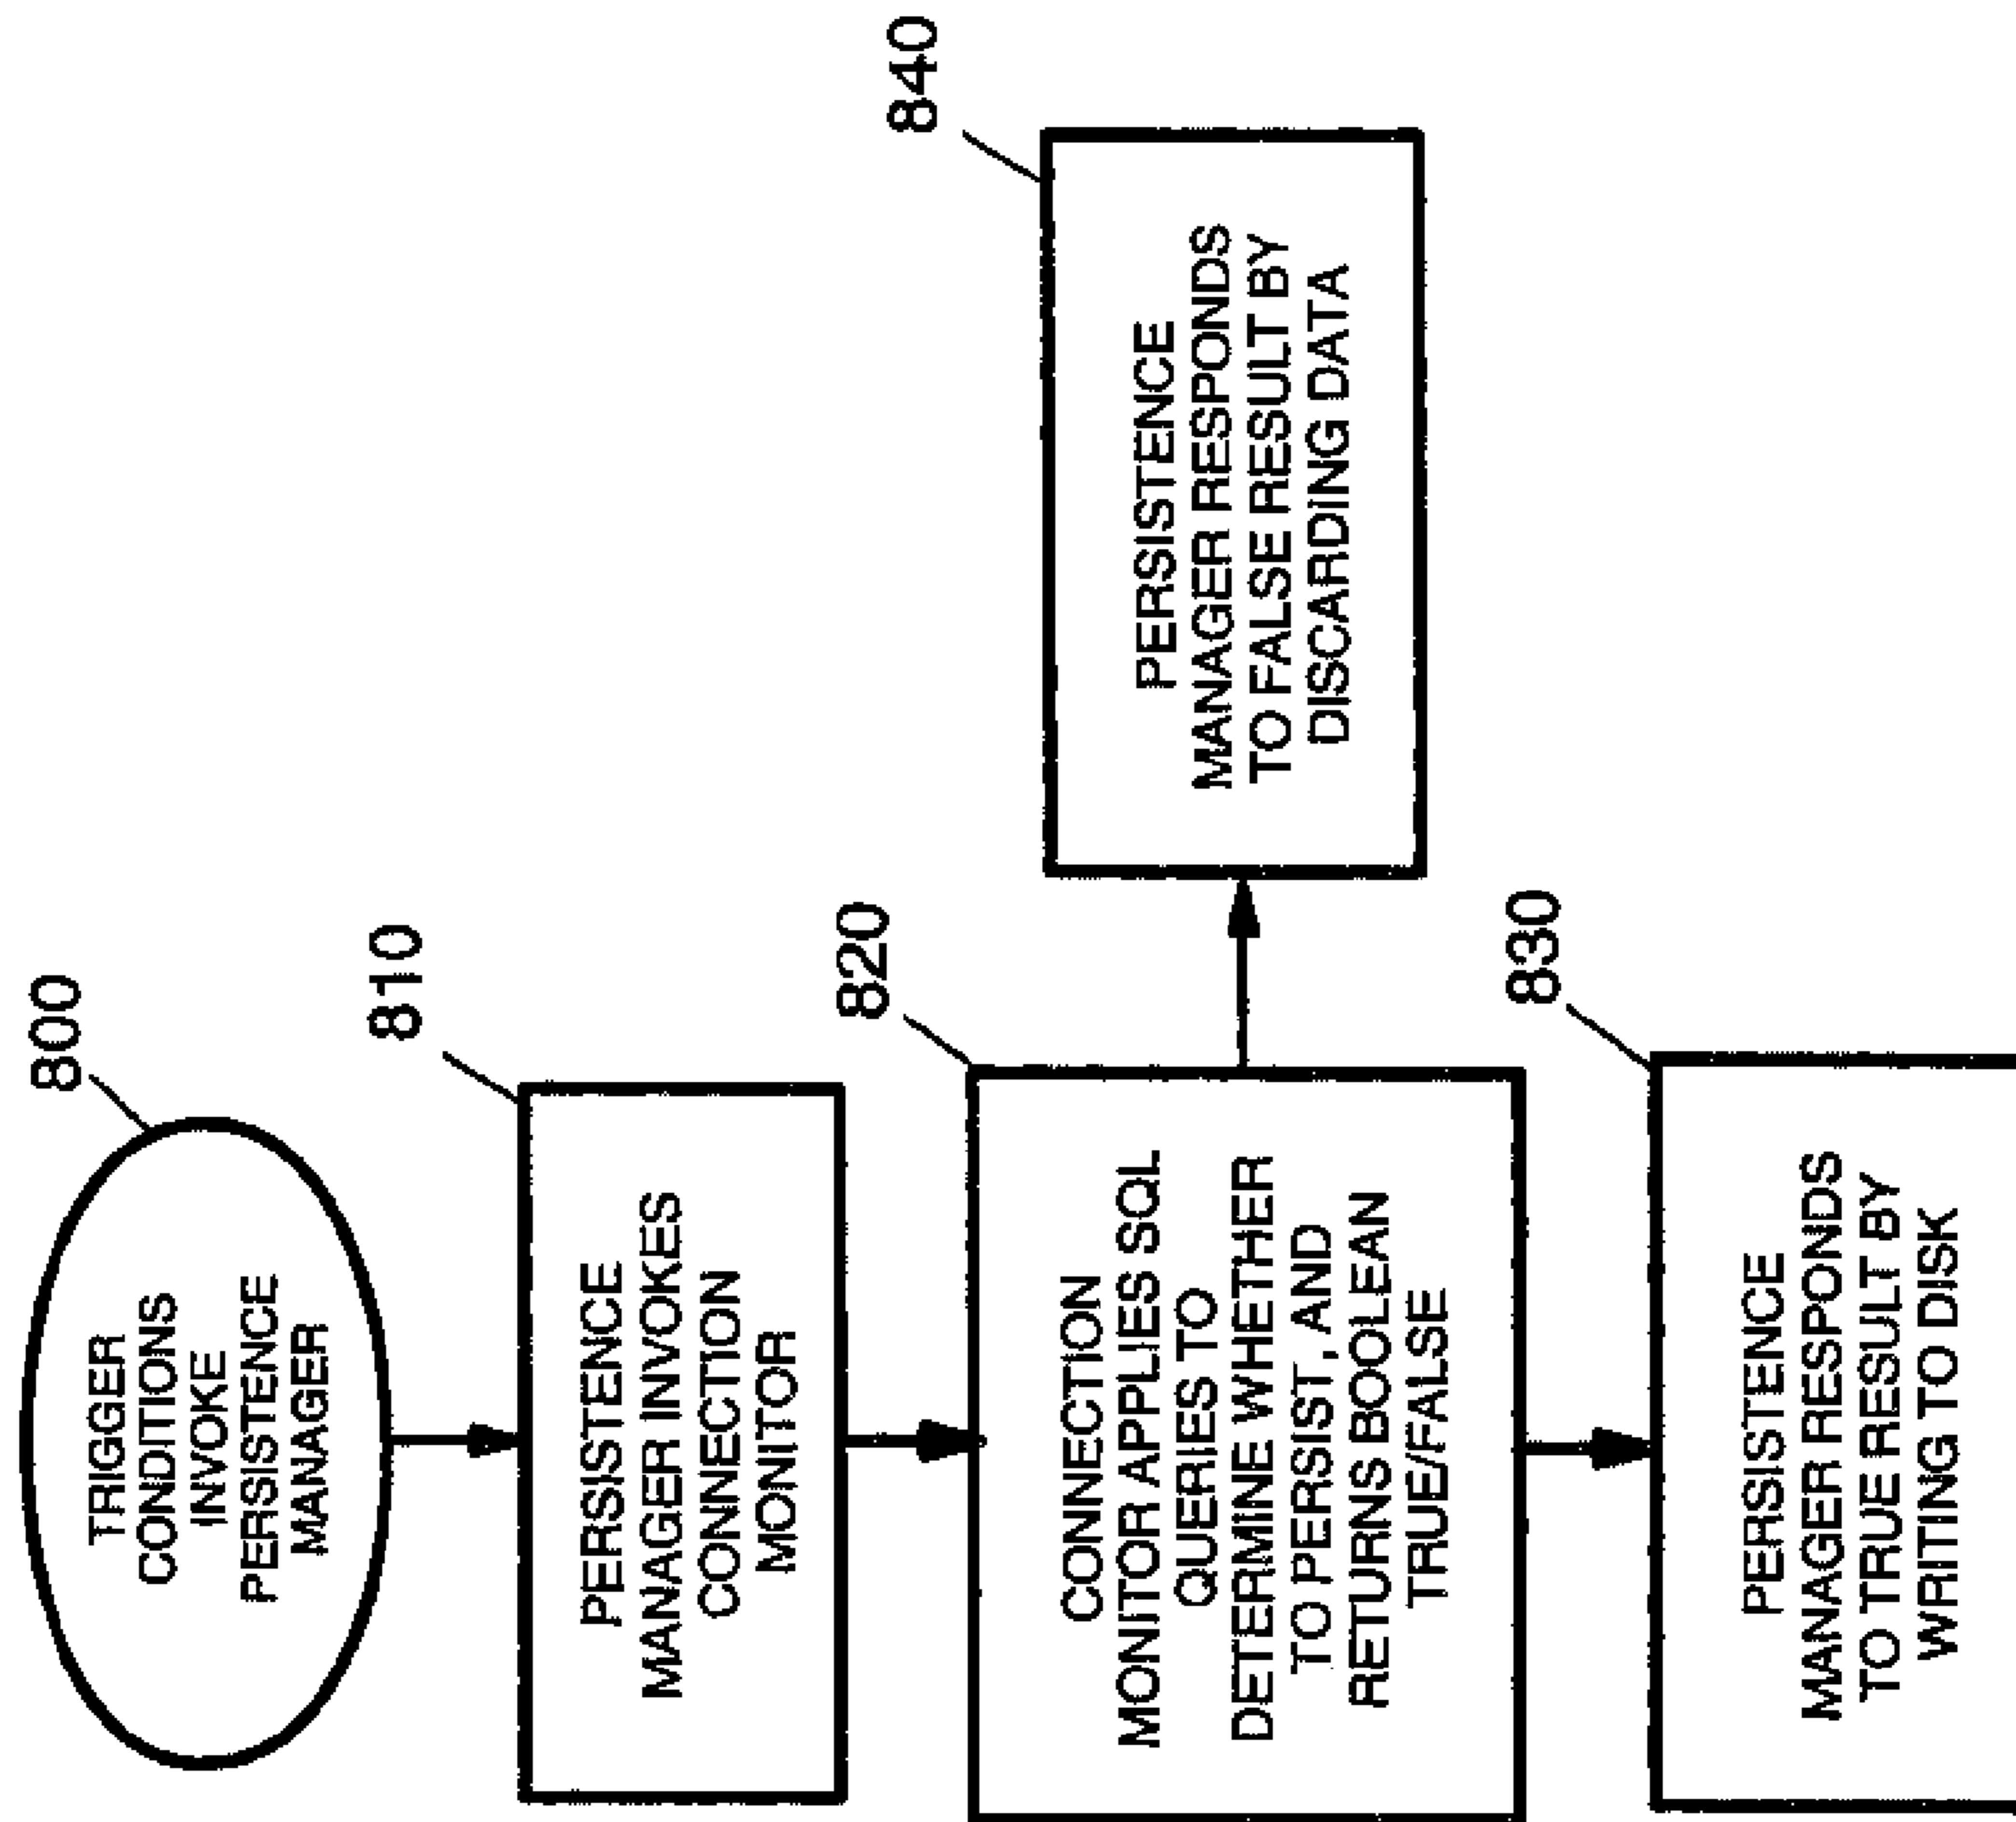 800
TRIGGER
CONDITIONS
INVOKE
PERSISTENCE
MANAGER
810
PERSISTENCE
MANAGER INVOKES
CONNECTION
MONITOR
820
CONNECTION
MONITOR APPLIES SQL
QUERIES TO
DETERMINE WHETHER
TO PERSIST, AND
RETURNS BOOLEAN
TRUE/FALSE
840
PERSISTENCE
MANAGER RESPONDS
TO FALSE RESULT BY
DISCARDING DATA
830
PERSISTENCE
MANAGER RESPONDS
TO TRUE RESULT BY
WRITING TO DISK